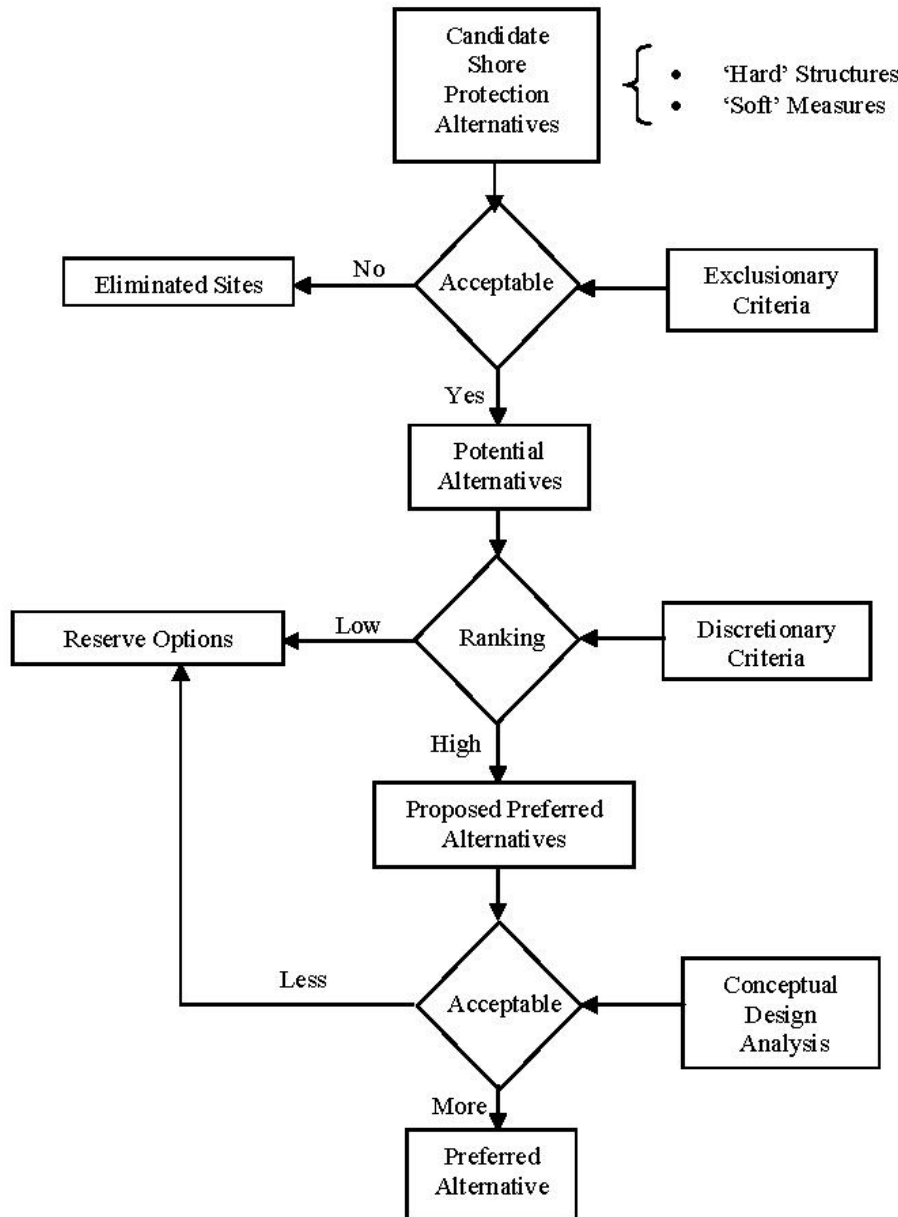 Candidate
Shore
Protection
Alternatives
• 'Hard' Structures
• 'Soft' Measures
No
Eliminated Sites
Acceptable
Exclusionary
Criteria
Yes
Potential
Alternatives
Low
Reserve Options
Ranking
Discretionary
Criteria
High
Proposed Preferred
Alternatives
Less
Acceptable
Conceptual
Design
Analysis
More
Preferred
Alternative